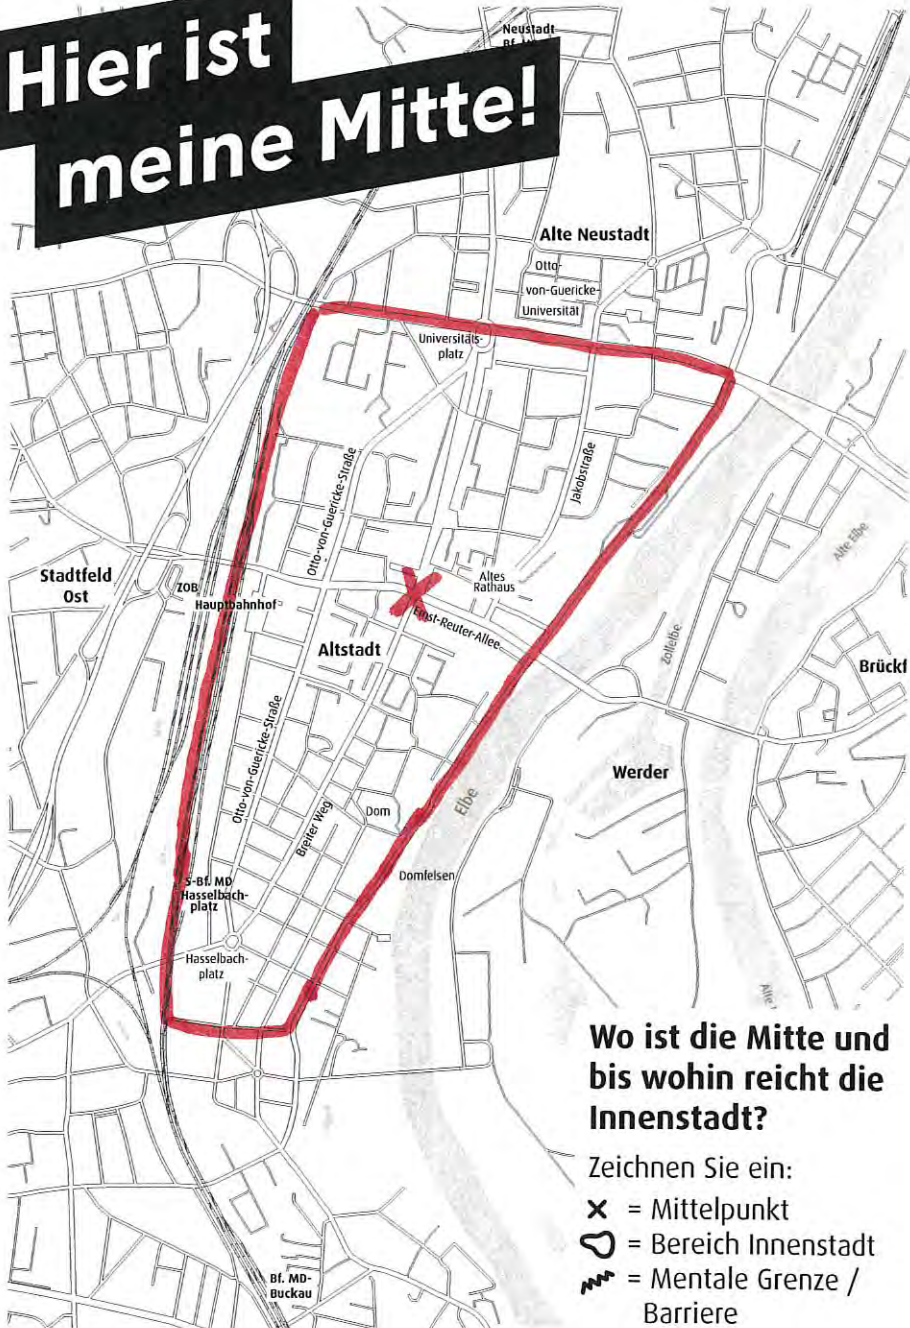 Hier ist
meine Mitte!
Neustadt
Alte Neustadt
Otto-
von-Guericke-
Universität
Universitäts-
platz
Otto-von-Guericke-Straße
Jakobstraße
Alte Elbe
Stadtfeld
Ost
ZOB
Hauptbahnhof
Altes
Rathaus
Ernst-Reuter-Allee
Altstadt
Zollelbe
Brückf
Otto-von-Guericke-Straße
Werder
Elbe
Breiter Weg
Dom
Domfelsen
S-Bf. MD
Hasselbach-
platz
Hasselbach-
platz
Alte
Wo ist die Mitte und
bis wohin reicht die
Innenstadt?
Zeichnen Sie ein:
= Mittelpunkt
= Bereich Innenstadt
= Mentale Grenze /
Barriere
Bf. MD-
Buckau